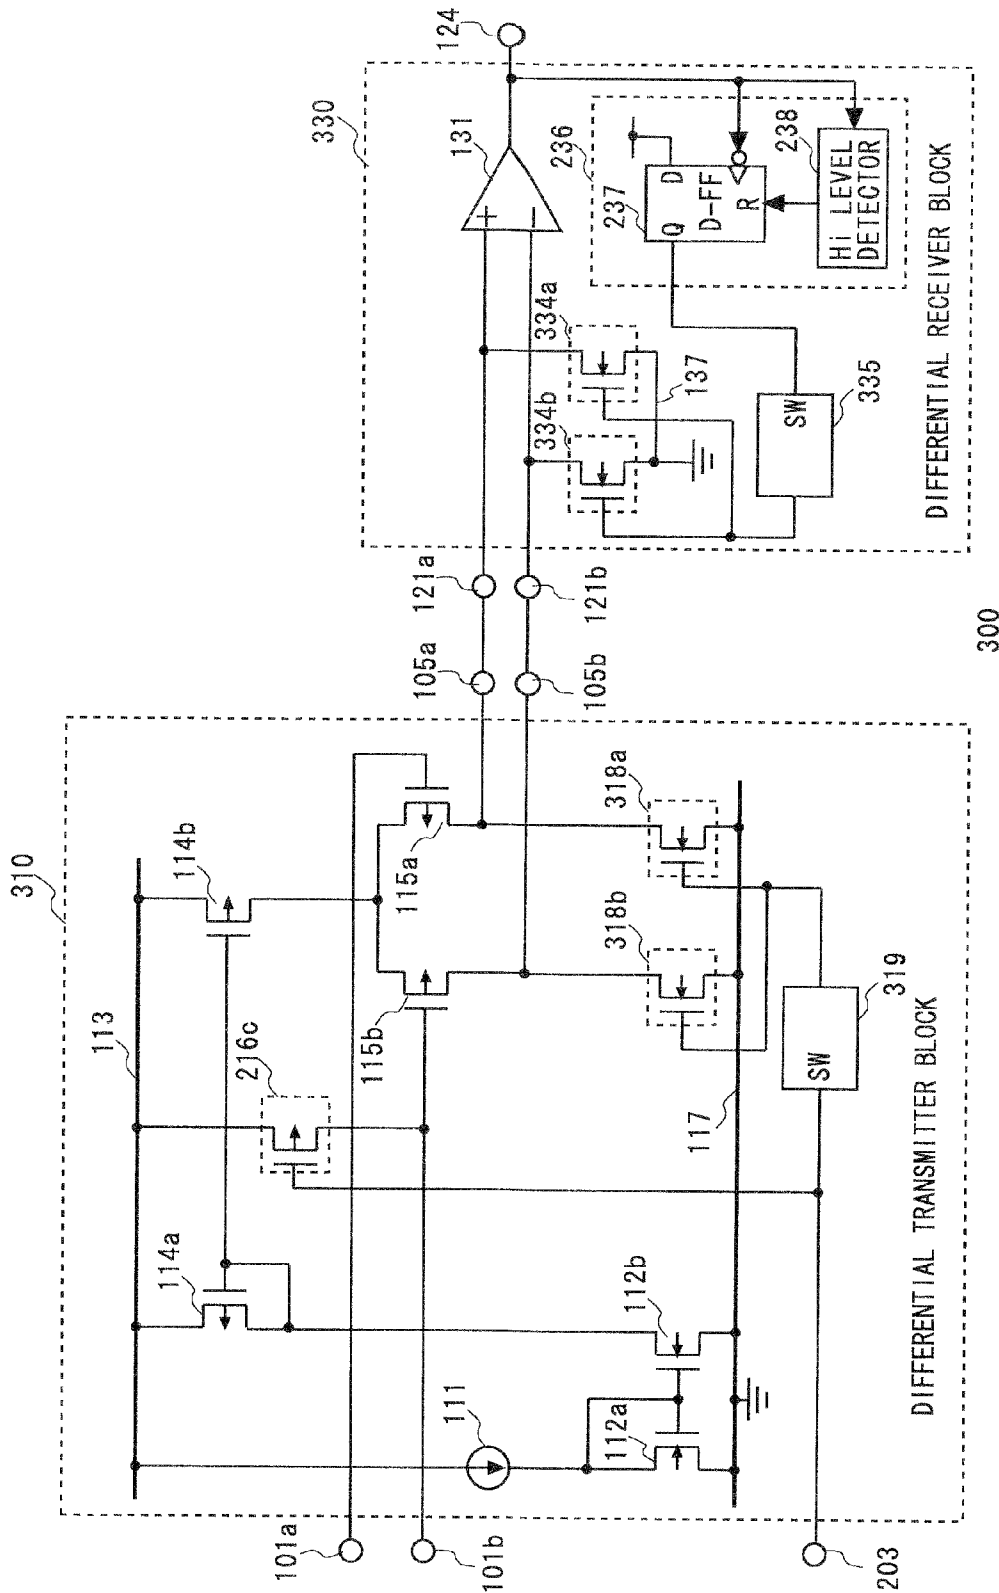 300
310
113
114a
114b
216c
115a
115b
111
112a
112b
318a
318b
117
SW
319
DIFFERENTIAL TRANSMITTER BLOCK
101a
101b
203
105a
105b
121a
121b
330
131
+
−
124
334a
334b
137
SW
335
236
237
D
Q
D-FF
R
238
Hi LEVEL
DETECTOR
DIFFERENTIAL RECEIVER BLOCK